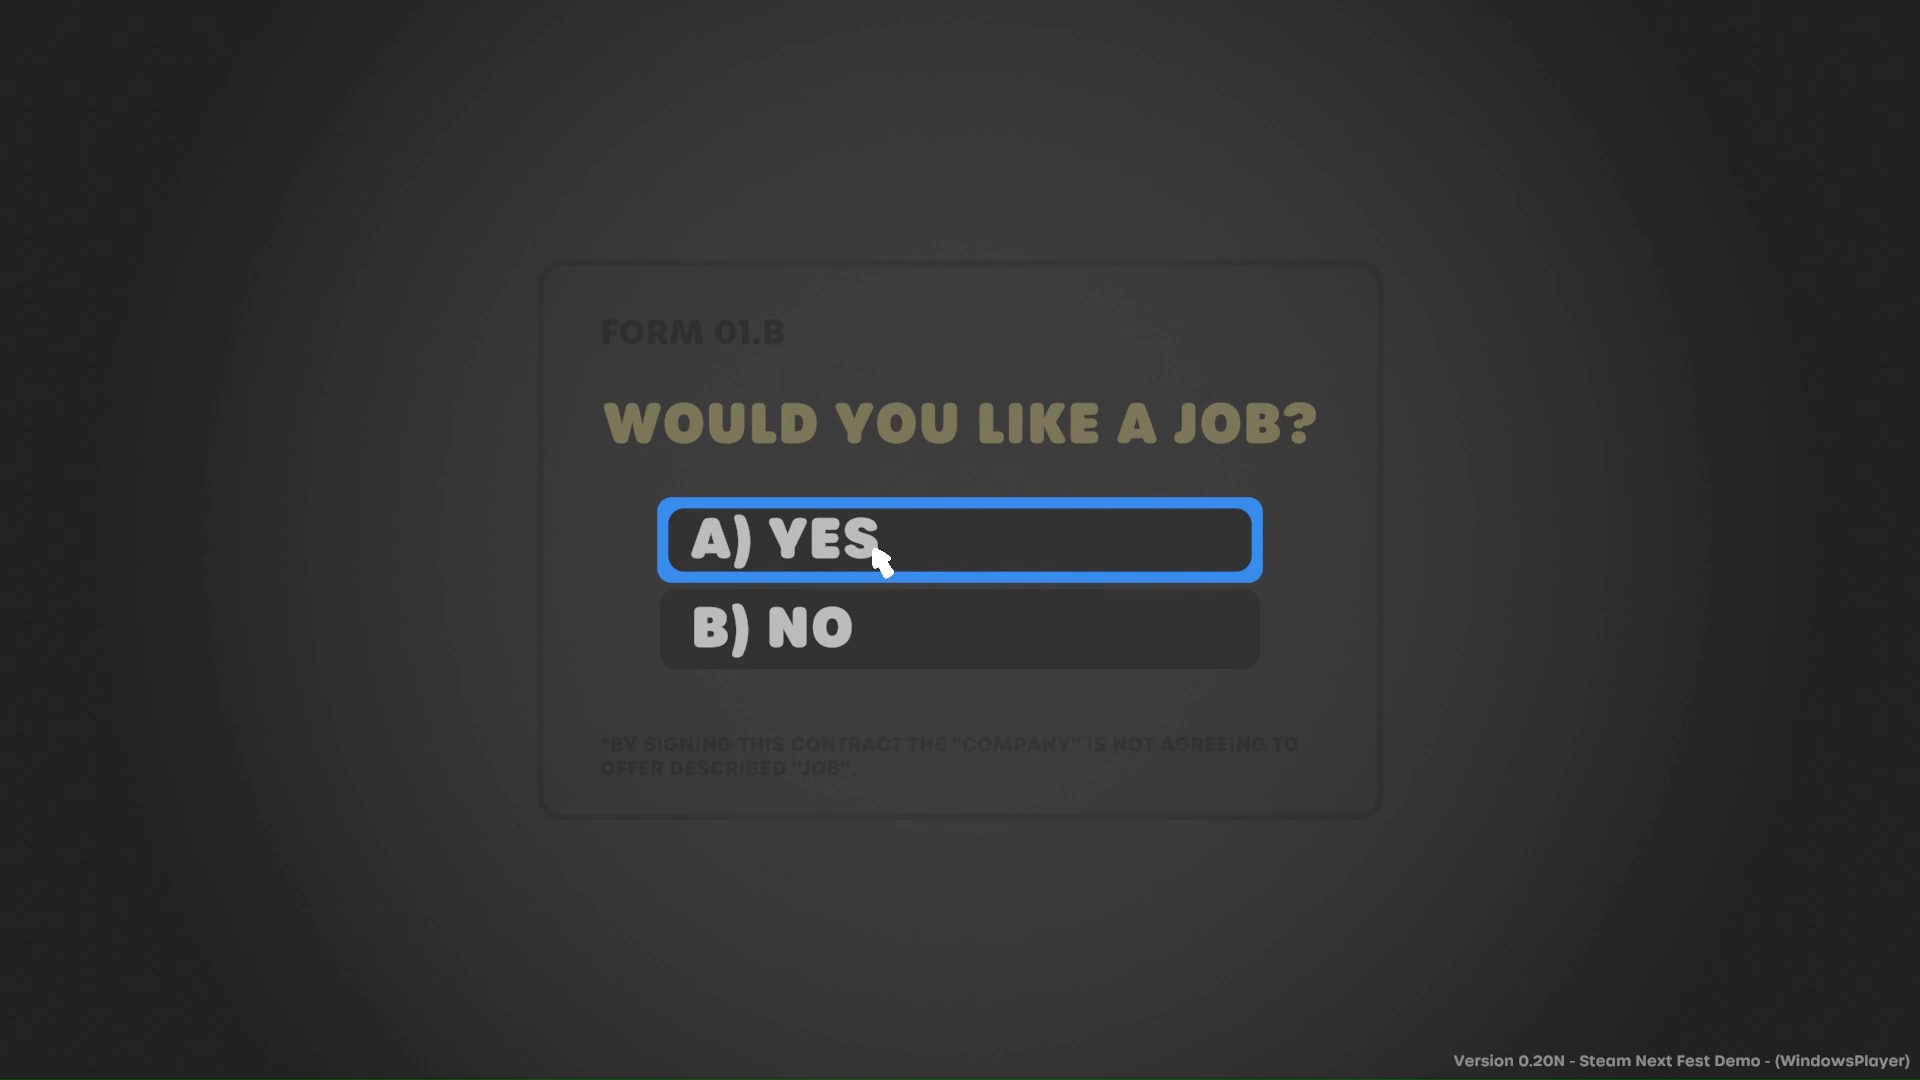 FORM 01.B
WOULD YOU LIKE A JOB?
A) YES
B) NO
*BY SIGNING THIS CONTRACT THE "COMPANY" IS NOT AGREEING TO
OFFER DESCRIBED "JOB".
Version 0.20N - Steam Next Fest Demo - (WindowsPlayer)